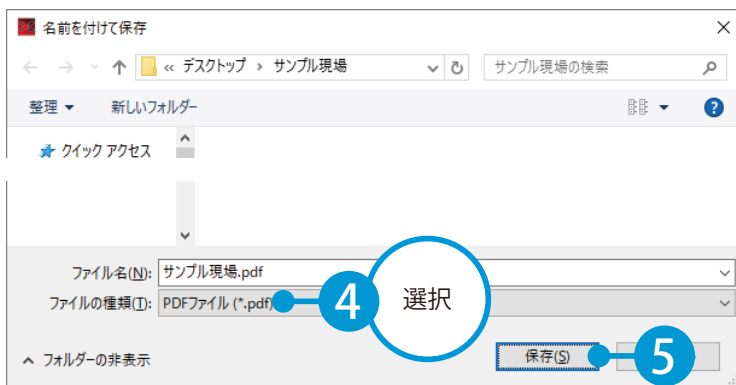 名前を付けて保存
« デスクトップ › サンプル現場
サンプル現場の検索
整理 新しいフォルダー
?
クイック アクセス
ファイル名(N): サンプル現場.pdf
ファイルの種類(T): PDFファイル (*.pdf)
4 選択
フォルダーの非表示
保存(S) 5